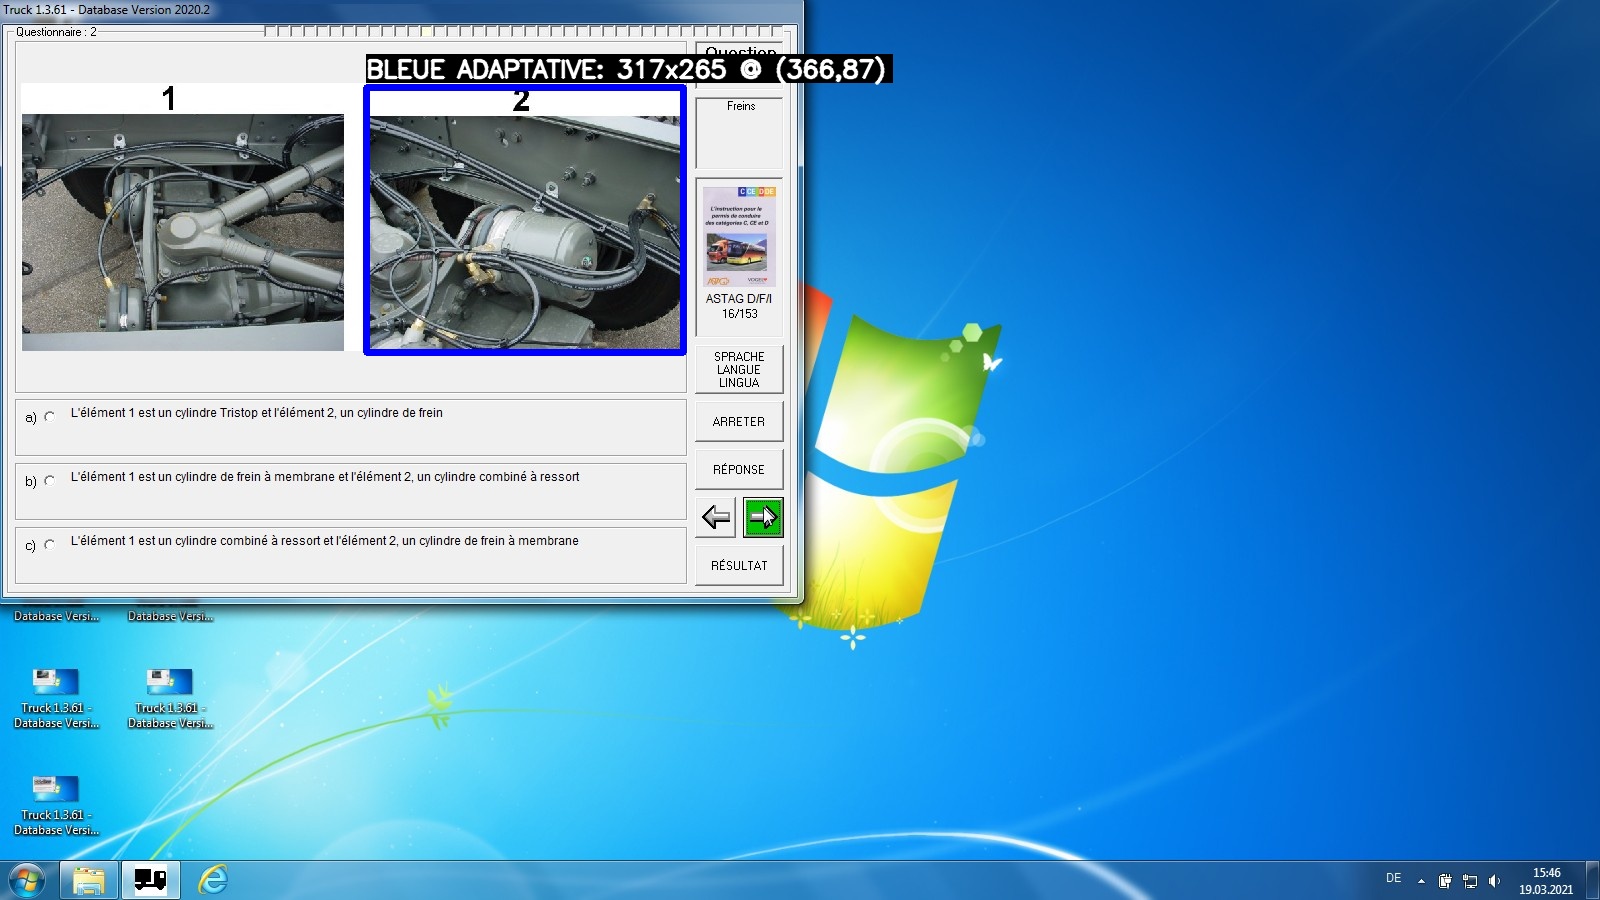 Truck 1.3.61 - Database Version 2020.2
Questionnaire : 2
Question
BLEUE ADAPTATIVE: 317x265 @ (366,87)
1
2
Freins
C CE D DE
L'instruction pour le
permis de conduire
des catégories C, CE et D
ASTAG D/F/I
16/153
SPRACHE
LANGUE
LINGUA
a) L'élément 1 est un cylindre Tristop et l'élément 2, un cylindre de frein
ARRETER
b) L'élément 1 est un cylindre de frein à membrane et l'élément 2, un cylindre combiné à ressort
RÉPONSE
c) L'élément 1 est un cylindre combiné à ressort et l'élément 2, un cylindre de frein à membrane
RÉSULTAT
Database Versi...
Database Versi...
Truck 1.3.61 -
Database Versi...
Truck 1.3.61 -
Database Versi...
Truck 1.3.61 -
Database Versi...
DE
15:46
19.03.2021